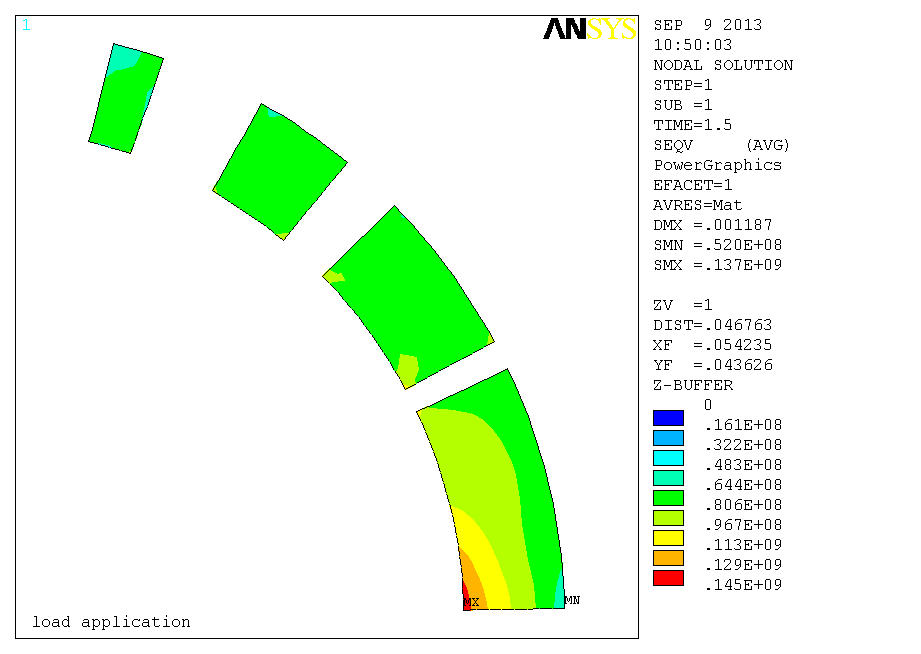 1
ANSYS
SEP  9 2013
10:50:03
NODAL SOLUTION
STEP=1
SUB =1
TIME=1.5
SEQV     (AVG)
PowerGraphics
EFACET=1
AVRES=Mat
DMX =.001187
SMN =.520E+08
SMX =.137E+09
ZV  =1
DIST=.046763
XF  =.054235
YF  =.043626
Z-BUFFER
0
.161E+08
.322E+08
.483E+08
.644E+08
.806E+08
.967E+08
.113E+09
.129E+09
.145E+09
MX
MN
load application